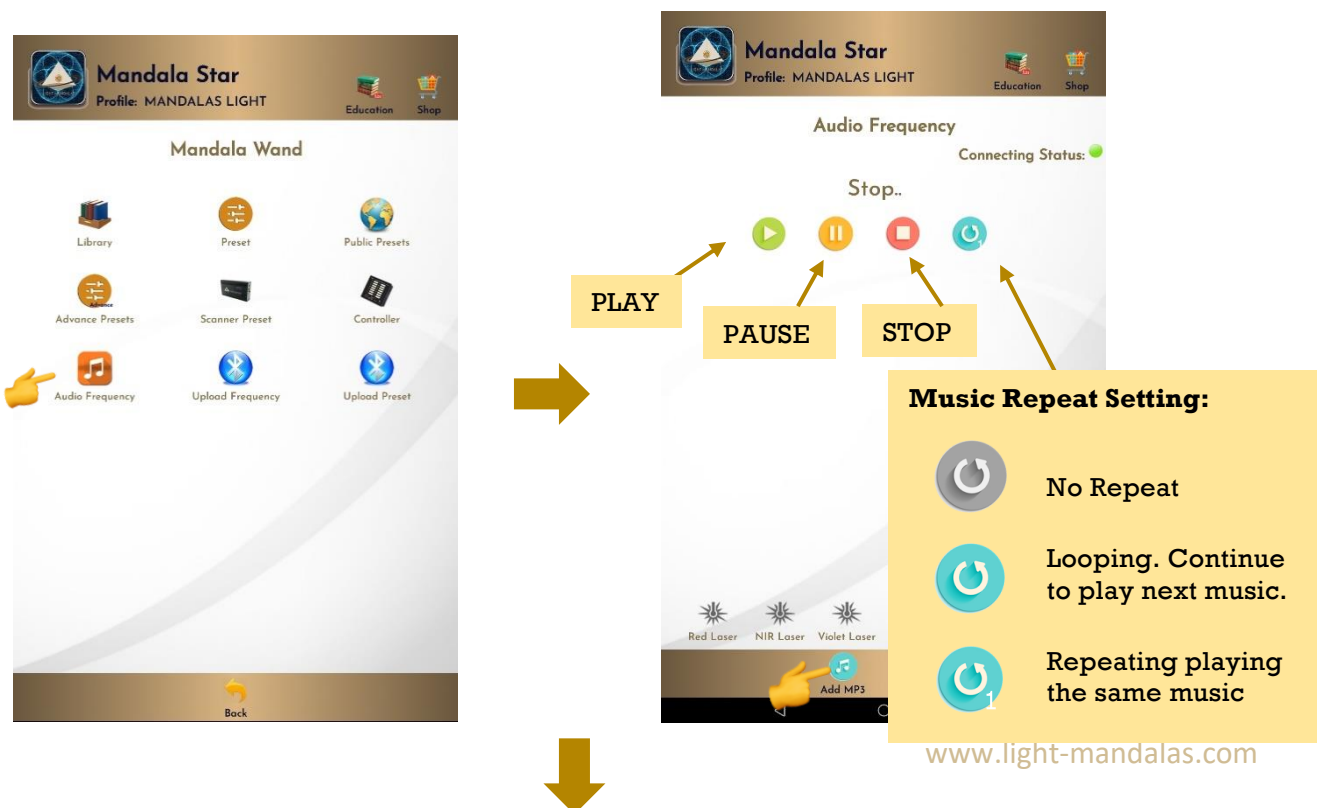 Mandala Star
Profile: MANDALAS LIGHT
Education
Shop
Mandala Wand
Library
Preset
Public Presets
Advance
Advance Presets
Scanner Preset
Controller
Audio Frequency
Upload Frequency
Upload Preset
Back
Mandala Star
Profile: MANDALAS LIGHT
Education
Shop
Audio Frequency
Connecting Status:
Stop..
1
PLAY
PAUSE
STOP
Music Repeat Setting:
No Repeat
Looping. Continue
to play next music.
1
Repeating playing
the same music
Red Laser
NIR Laser
Violet Laser
Add MP3
www.light-mandalas.com